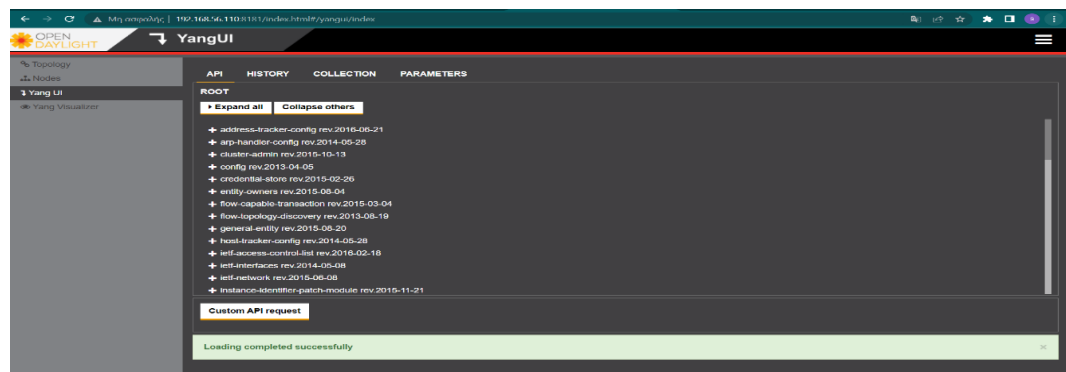 Μη ασφαλής | 192.168.56.110:8181/index.html#/yangui/index
OPEN
DAYLIGHT
YangUI
Topology
Nodes
Yang UI
Yang Visualizer
API HISTORY COLLECTION PARAMETERS
ROOT
Expand all Collapse others
address-tracker-config rev.2016-06-21
arp-handler-config rev.2014-05-28
cluster-admin rev.2015-10-13
config rev.2013-04-05
credential-store rev.2015-02-26
entity-owners rev.2015-08-04
flow-capable-transaction rev.2015-03-04
flow-topology-discovery rev.2013-08-19
general-entity rev.2015-08-20
host-tracker-config rev.2014-05-28
ietf-access-control-list rev.2016-02-18
ietf-interfaces rev.2014-05-08
ietf-network rev.2015-06-08
instance-identifier-patch-module rev.2015-11-21
Custom API request
Loading completed successfully ×